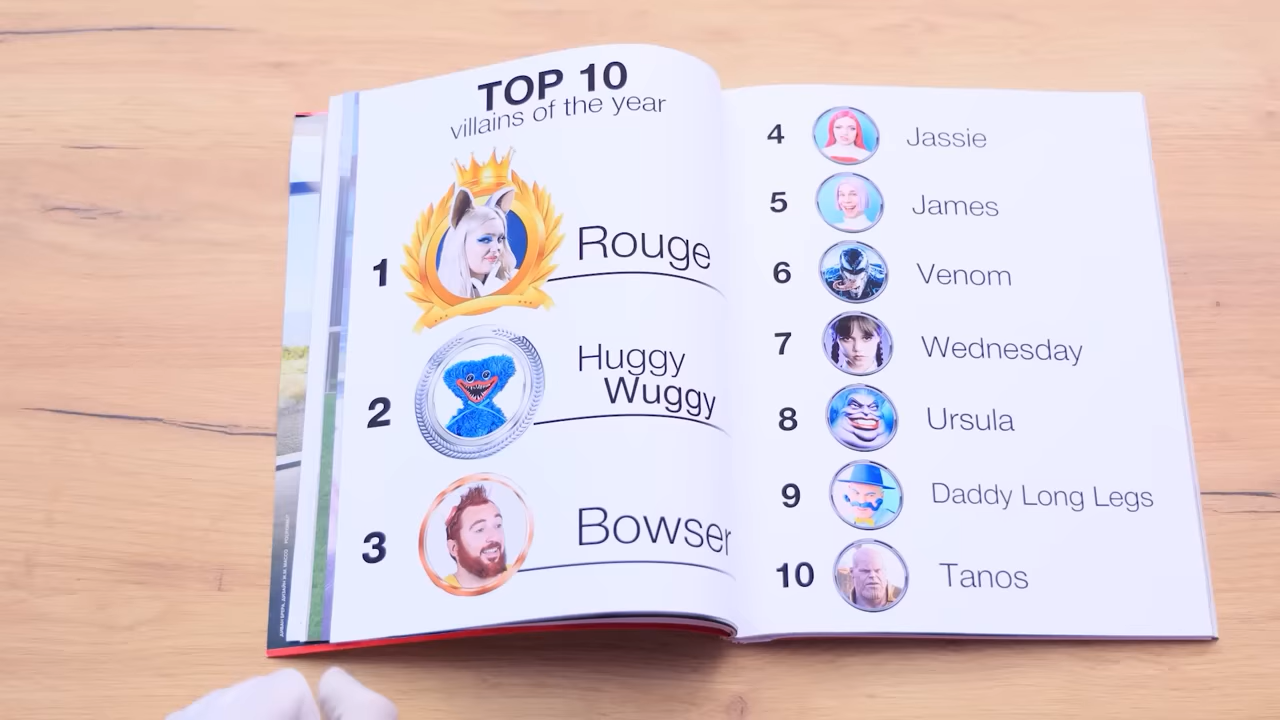 TOP 10
villains of the year
1 Rouge
2 Huggy
Wuggy
3 Bowser
4 Jassie
5 James
6 Venom
7 Wednesday
8 Ursula
9 Daddy Long Legs
10 Tanos